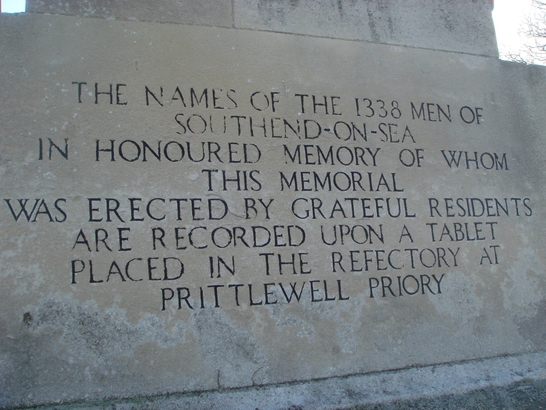 THE NAMES OF THE 1338 MEN OF
SOUTHEND-ON-SEA
IN HONOURED MEMORY OF WHOM
THIS MEMORIAL
WAS ERECTED BY GRATEFUL RESIDENTS
ARE RECORDED UPON A TABLET
PLACED IN THE REFECTORY AT
PRITTLEWELL PRIORY